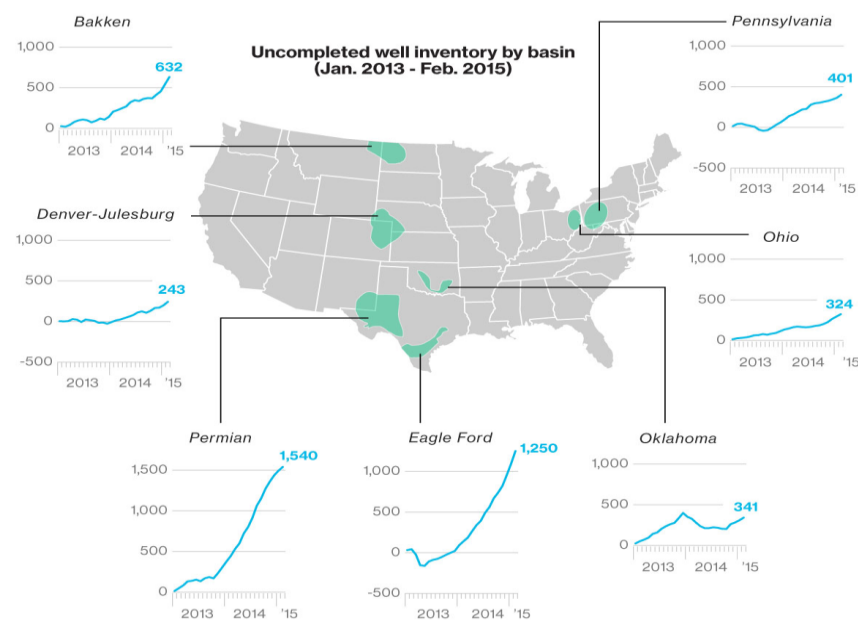 Uncompleted well inventory by basin
(Jan. 2013 - Feb. 2015)
Bakken
1,000
632
500
0
2013 2014 '15
Pennsylvania
1,000
500
401
0
-500
2013 2014 '15
Denver-Julesburg
1,000
500
243
0
-500
2013 2014 '15
Ohio
1,000
500
324
0
2013 2014 '15
Permian
1,540
1,500
1,000
500
0
2013 2014 '15
Eagle Ford
1,250
1,000
500
0
-500
2013 2014 '15
Oklahoma
1,000
500
341
0
2013 2014 '15